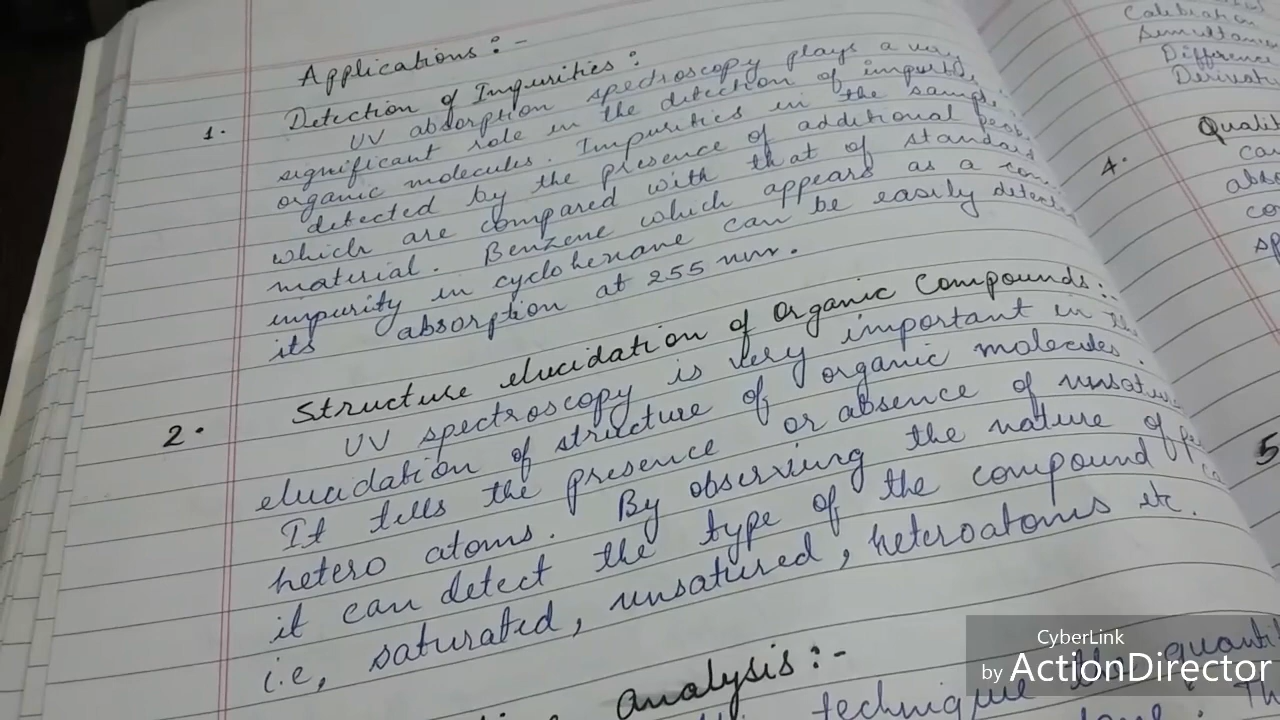 Applications :-
1. Detection of Impurities :
UV absorption spectroscopy plays a very
significant role in the detection of
organic molecules. Impurities in the sample
detected by the presence of additional
which are compared with that of standard
material. Benzene which appears as a
impurity in cyclohexane can be easily
its absorption at 255 nm.
2. Structure elucidation of Organic Compounds :-
UV spectroscopy is very important in
elucidation of structure of organic molecules.
It tells the presence or absence of
hetero atoms. By observing the nature of
it can detect the type of the compound
i.e, saturated, unsatured, heteroatoms etc.
analysis :-
technique the
Calibration
Simultaneous
Difference
4.
5
CyberLink
by ActionDirector